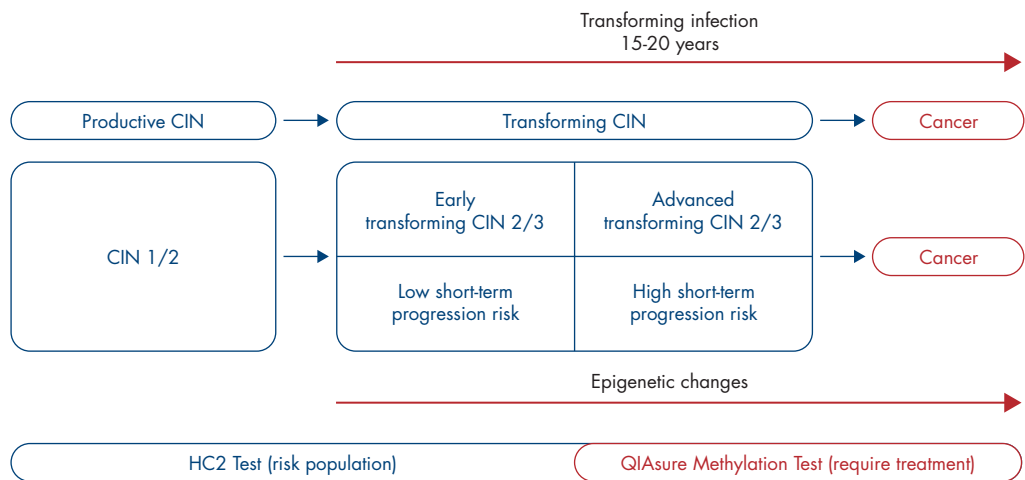 Transforming infection
15-20 years
Productive CIN
Transforming CIN
Cancer
CIN 1/2
Early
transforming CIN 2/3
Advanced
transforming CIN 2/3
Cancer
Low short-term
progression risk
High short-term
progression risk
Epigenetic changes
HC2 Test (risk population)
QIAsure Methylation Test (require treatment)